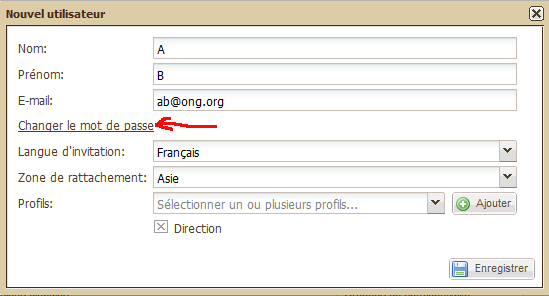 Nouvel utilisateur
Nom: A
Prénom: B
E-mail: ab@ong.org
Changer le mot de passe
Langue d'invitation: Français
Zone de rattachement: Asie
Profils: Sélectionner un ou plusieurs profils... Ajouter
Direction
Enregistrer